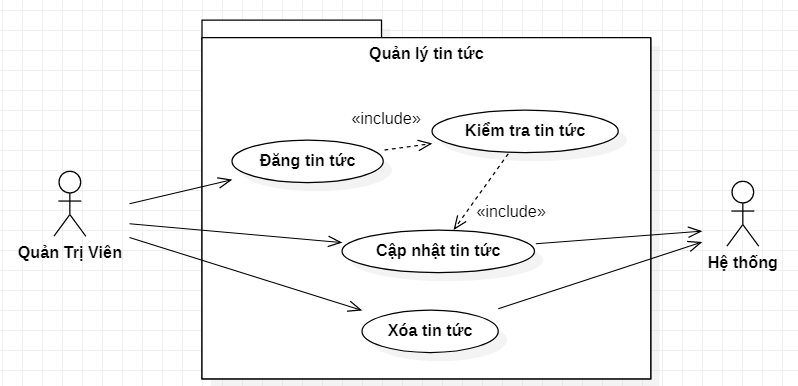 Quản lý tin tức
«include»
Kiểm tra tin tức
Đăng tin tức
«include»
Quản Trị Viên
Cập nhật tin tức
Hệ thống
Xóa tin tức